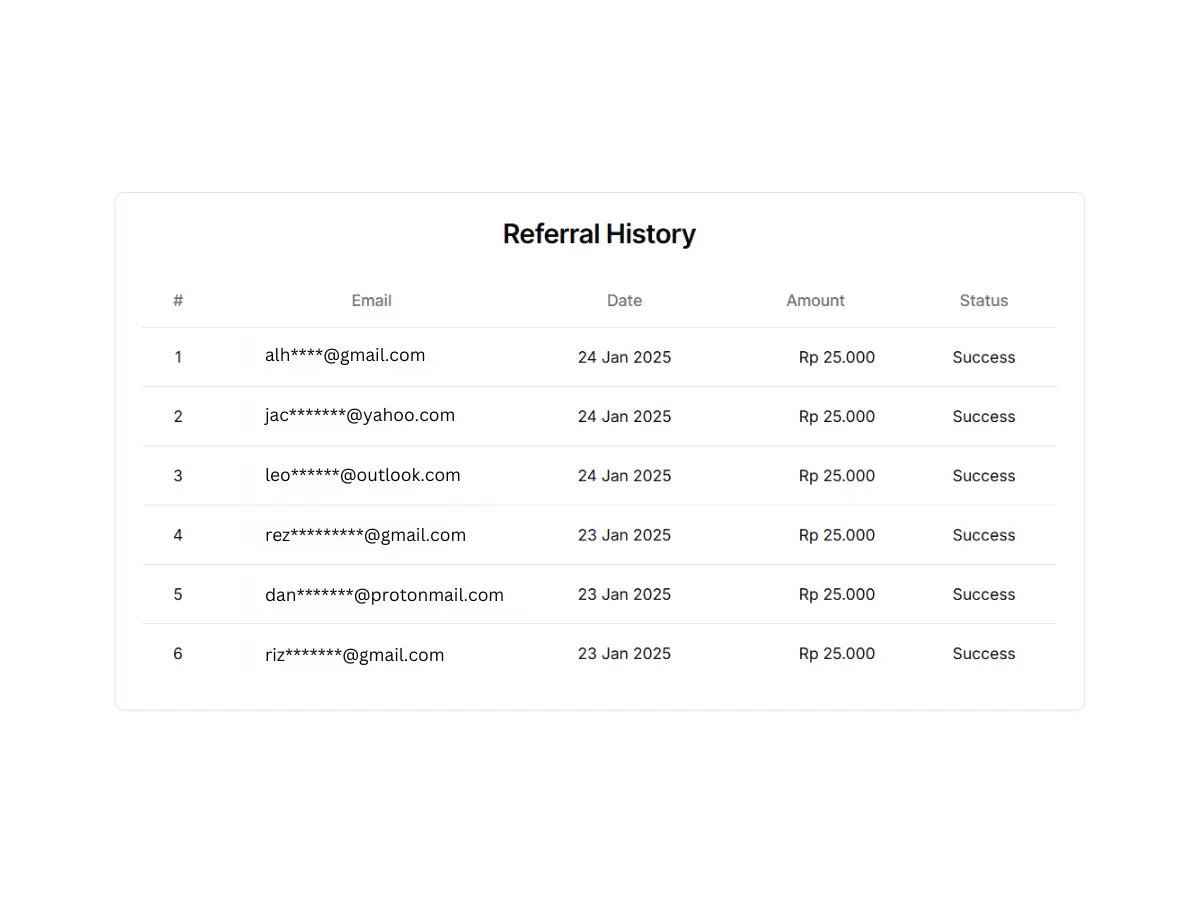 Referral History
# Email Date Amount Status
1 alh****@gmail.com 24 Jan 2025 Rp 25.000 Success
2 jac*******@yahoo.com 24 Jan 2025 Rp 25.000 Success
3 leo******@outlook.com 24 Jan 2025 Rp 25.000 Success
4 rez*********@gmail.com 23 Jan 2025 Rp 25.000 Success
5 dan*******@protonmail.com 23 Jan 2025 Rp 25.000 Success
6 riz*******@gmail.com 23 Jan 2025 Rp 25.000 Success